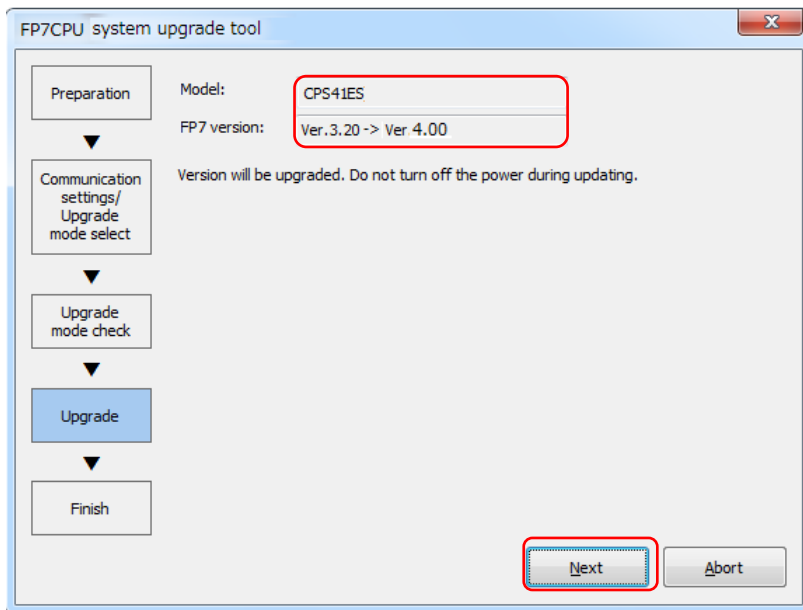 FP7CPU system upgrade tool
Preparation
Communication
settings/
Upgrade
mode select
Upgrade
mode check
Upgrade
Finish
Model:
CPS41ES
FP7 version:
Ver.3.20 -> Ver 4.00
Version will be upgraded. Do not turn off the power during updating.
Next
Abort